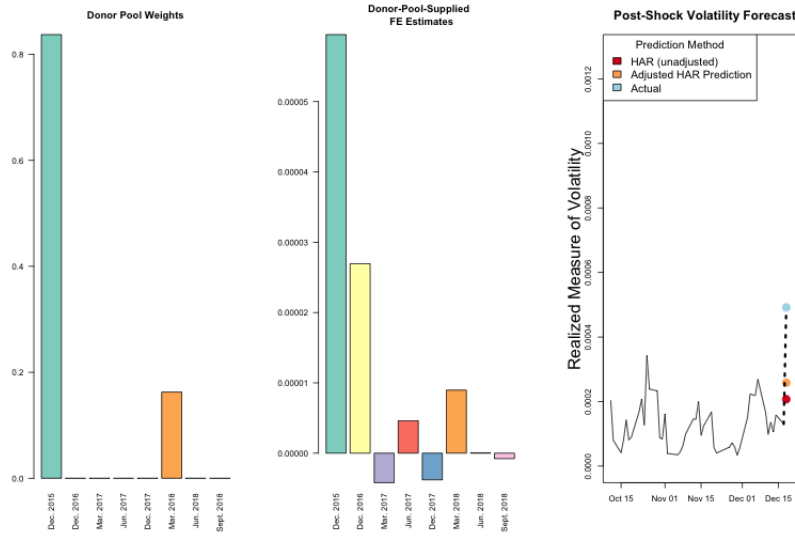 Donor Pool Weights
0.8
0.6
0.4
0.2
0.0
Dec. 2015
Dec. 2016
Mar. 2017
Jun. 2017
Dec. 2017
Mar. 2018
Jun. 2018
Sept. 2018
Donor-Pool-Supplied
FE Estimates
0.00005
0.00004
0.00003
0.00002
0.00001
0.00000
Dec. 2015
Dec. 2016
Mar. 2017
Jun. 2017
Dec. 2017
Mar. 2018
Jun. 2018
Sept. 2018
Post-Shock Volatility Forecast
Prediction Method
HAR (unadjusted)
Adjusted HAR Prediction
Actual
Realized Measure of Volatility
0.0012
0.0010
0.0008
0.0006
0.0004
0.0002
0.0000
Oct 15
Nov 01
Nov 15
Dec 01
Dec 15